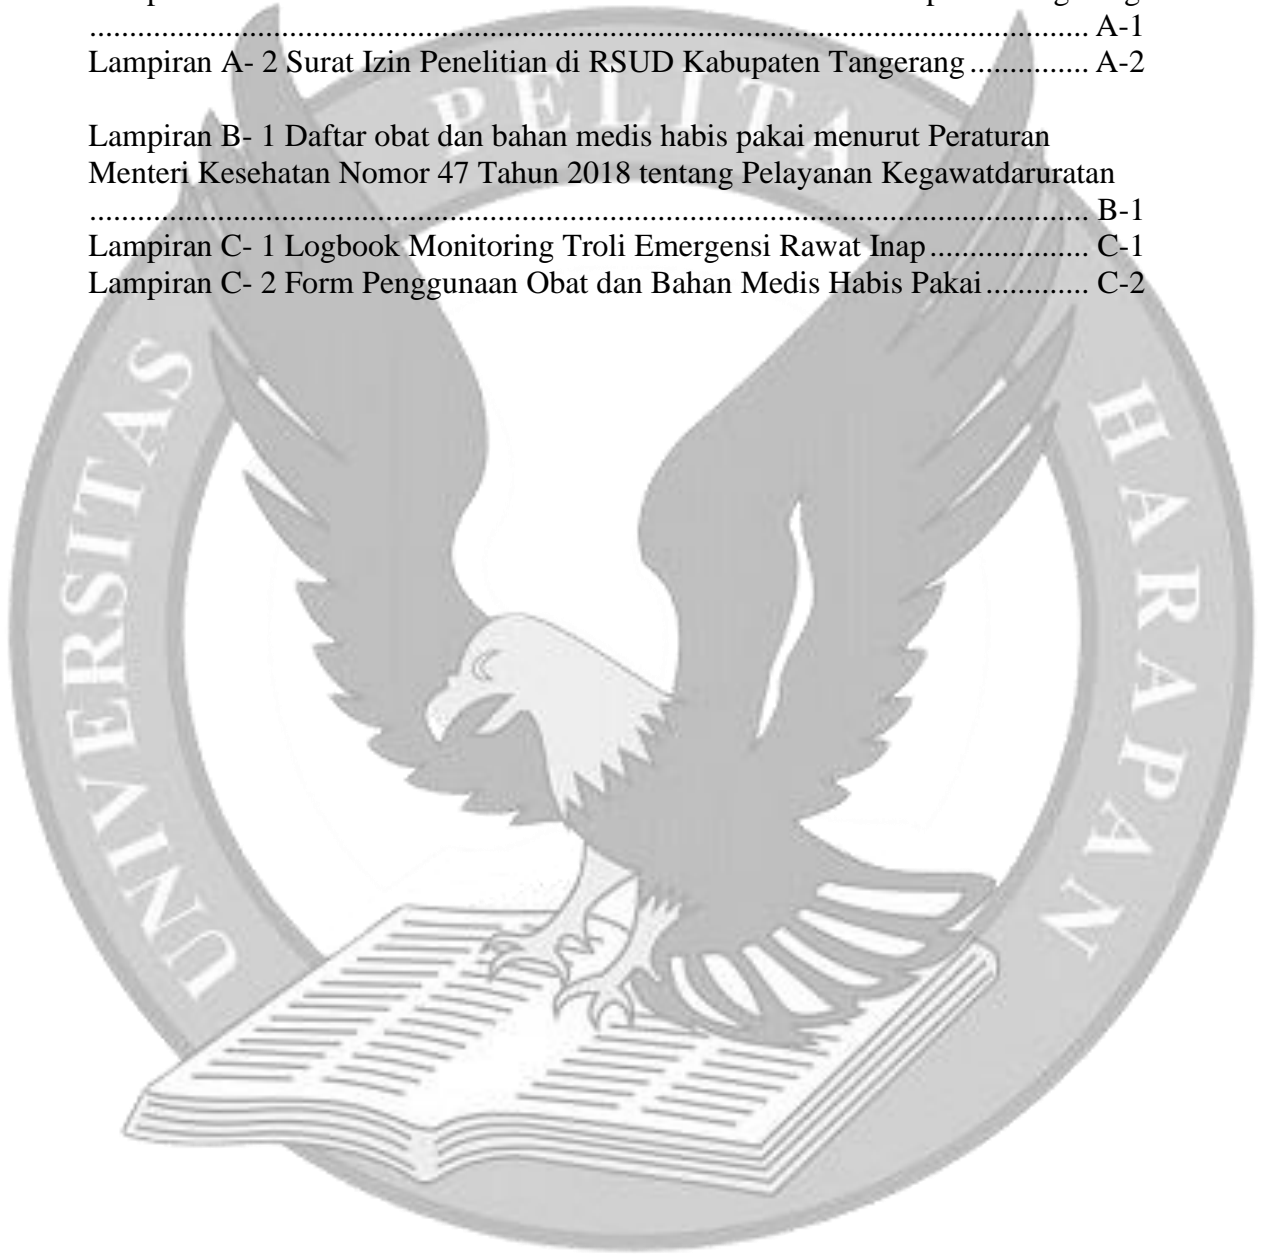 ........................................................................................................................... A-1
Lampiran A- 2 Surat Izin Penelitian di RSUD Kabupaten Tangerang ............... A-2
Lampiran B- 1 Daftar obat dan bahan medis habis pakai menurut Peraturan
Menteri Kesehatan Nomor 47 Tahun 2018 tentang Pelayanan Kegawatdaruratan
........................................................................................................................... B-1
Lampiran C- 1 Logbook Monitoring Troli Emergensi Rawat Inap .................... C-1
Lampiran C- 2 Form Penggunaan Obat dan Bahan Medis Habis Pakai ............. C-2
UNIVERSITAS PELITA HARAPAN